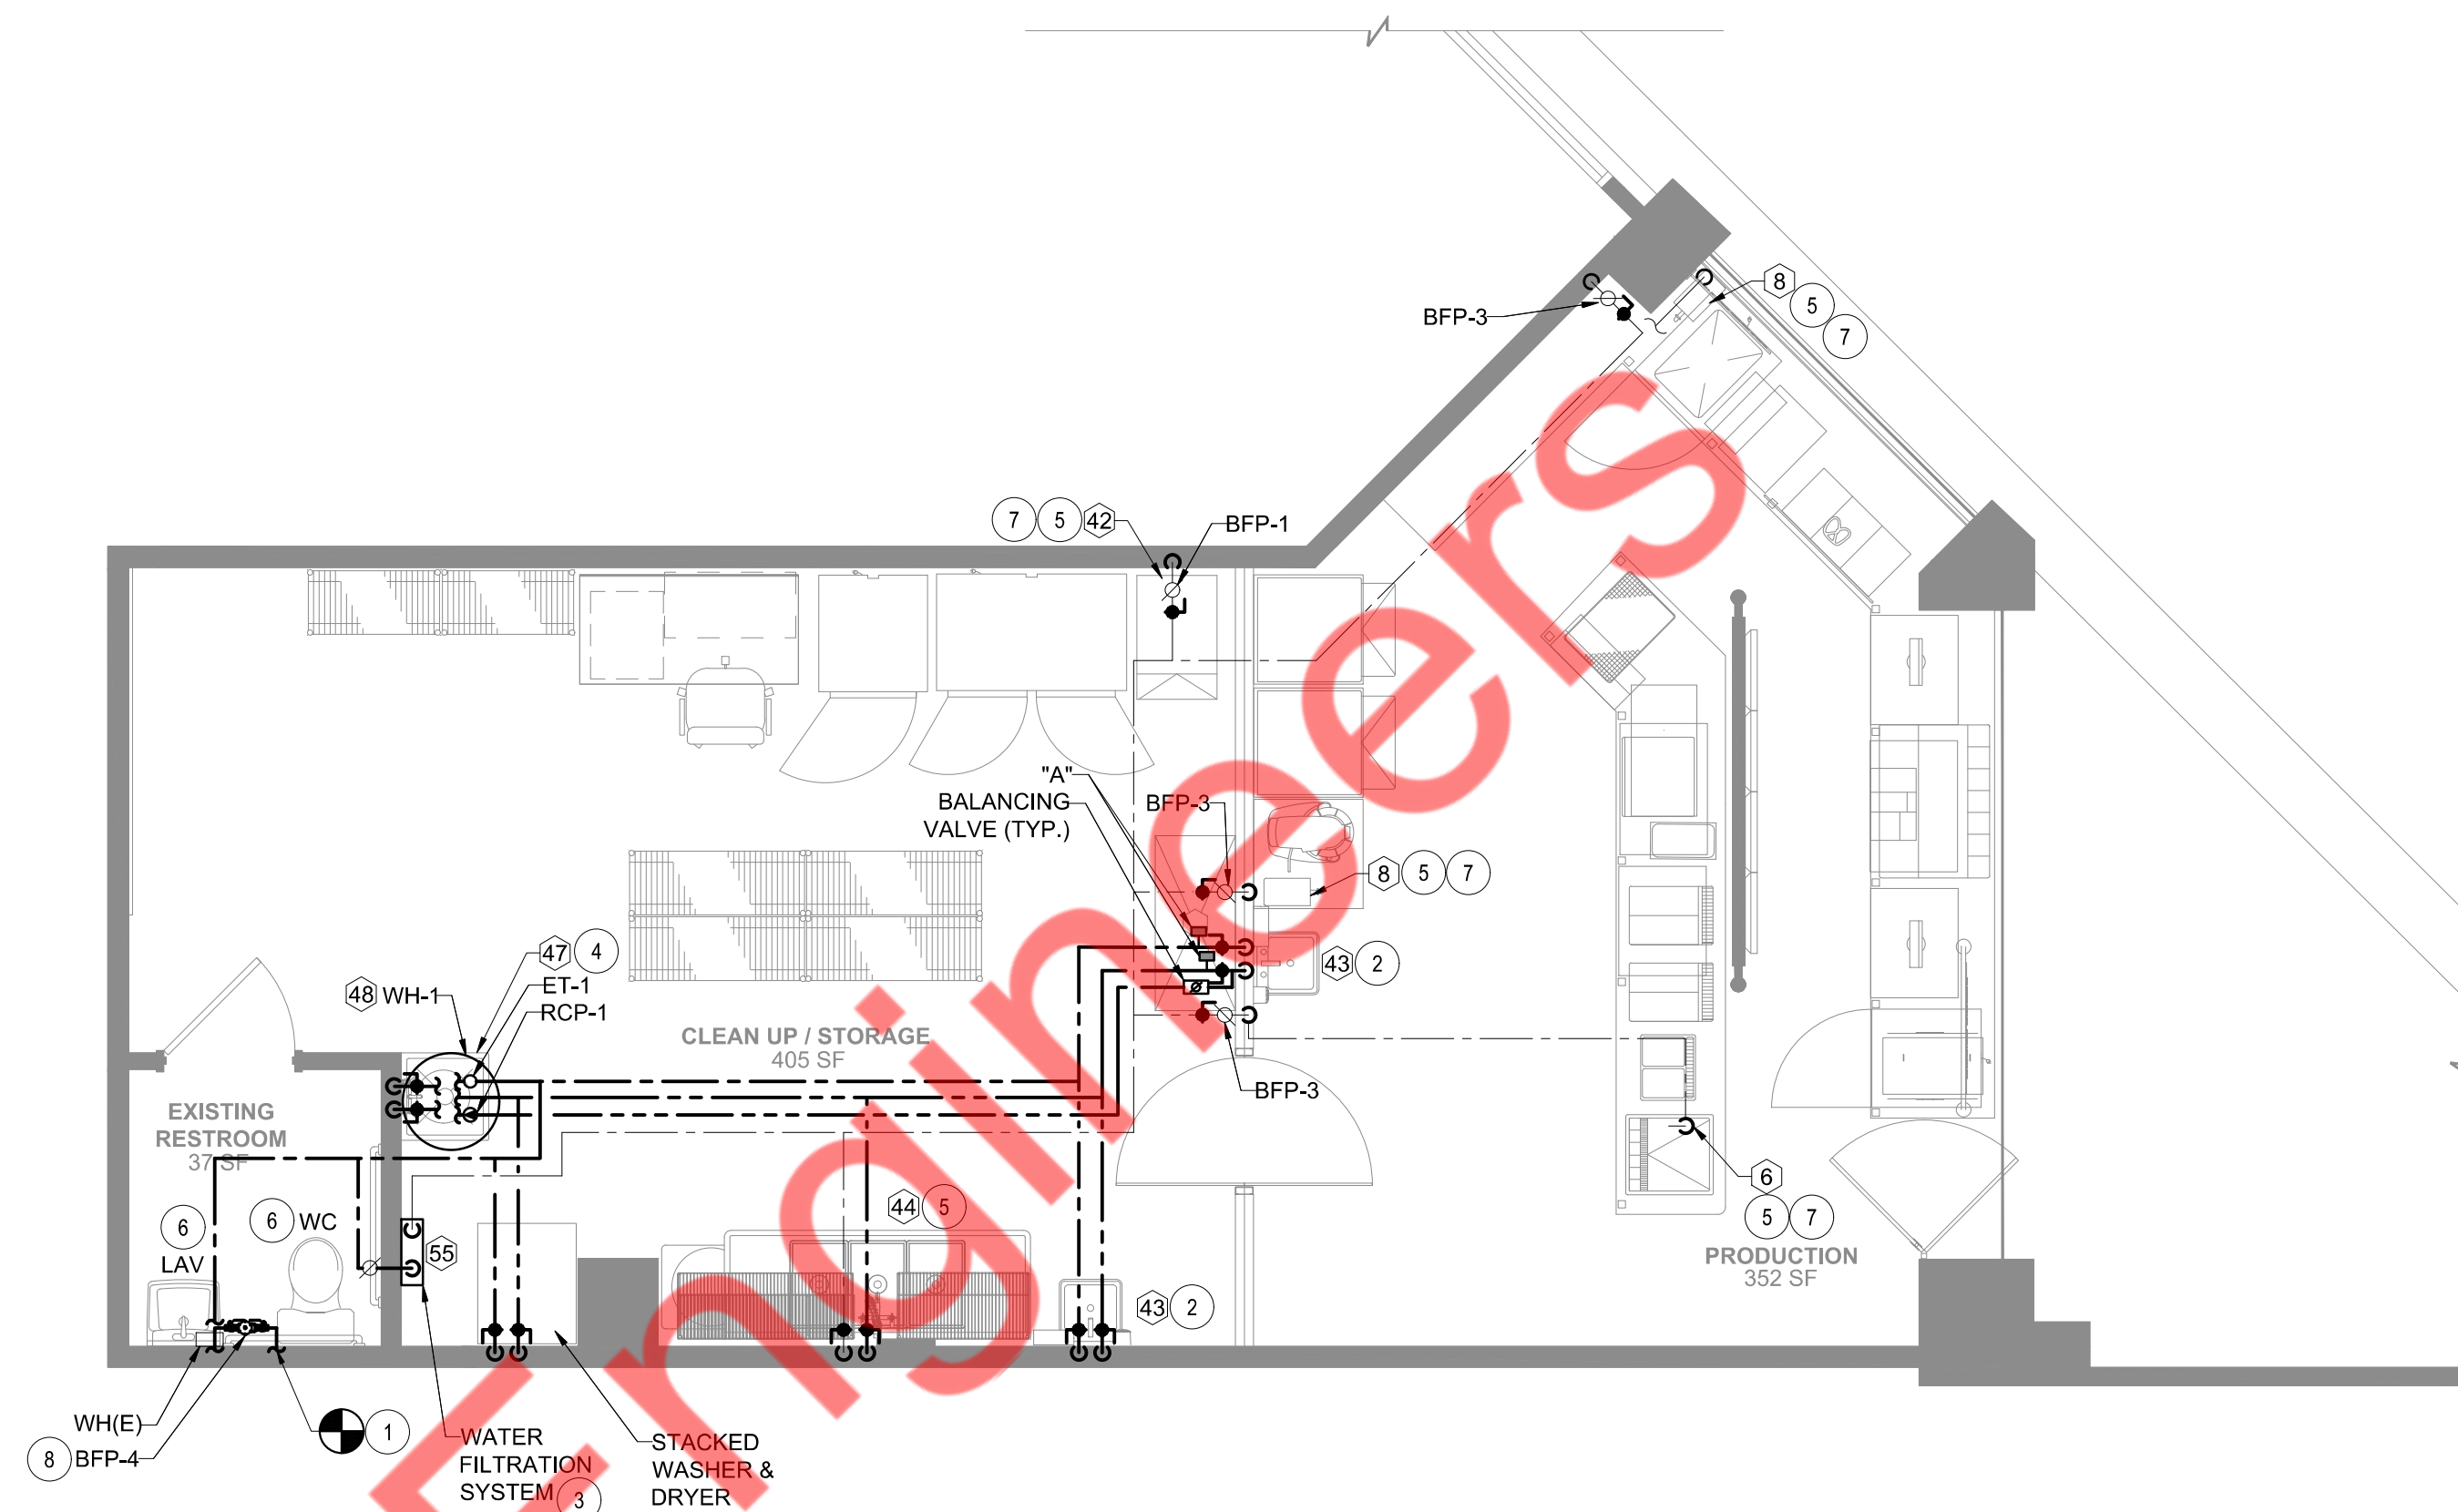 8
5
7
BFP-3
7 5 42
BFP-1
"A"
BALANCING
VALVE (TYP.)
BFP-3
8 5 7
47 4
ET-1
RCP-1
48 WH-1
43 2
CLEAN UP / STORAGE
405 SF
BFP-3
EXISTING
RESTROOM
37 SF
6
5 7
PRODUCTION
352 SF
44 5
6
LAV
6 WC
55
43 2
WH(E)
8 BFP-4
1
WATER
FILTRATION
SYSTEM 3
STACKED
WASHER &
DRYER
Engineers